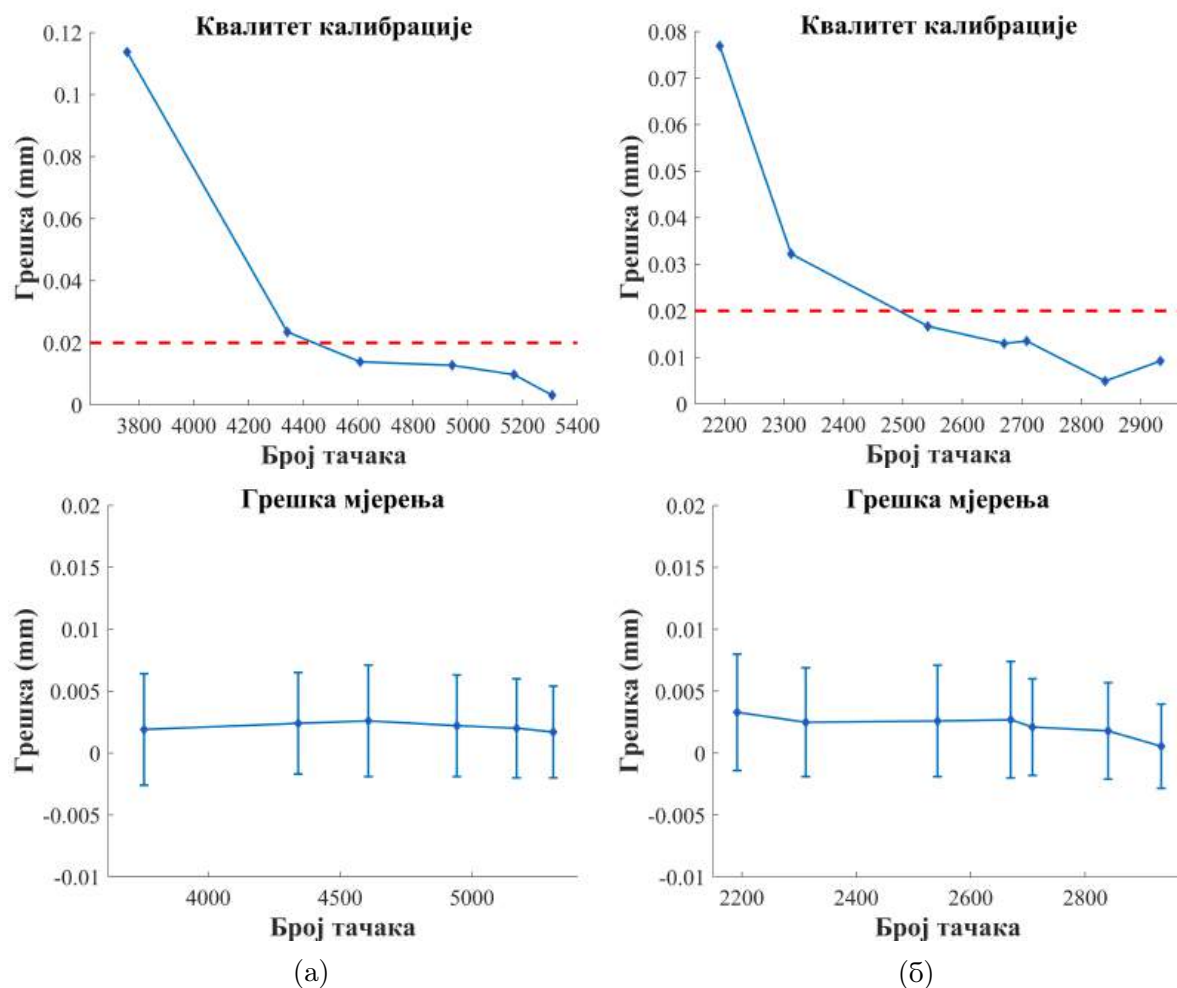 Квалитет калибрације
0.12
0.1
0.12
0.06
0.04
0.02
0
Грешка (mm)
3800 4000 4200 4400 4600 4800 5000 5200 5400
Број тачака
Квалитет калибрације
0.08
0.07
0.06
0.05
0.04
0.03
0.02
0.01
0
Грешка (mm)
2200 2300 2400 2500 2600 2700 2800 2900
Број тачака
Грешка мјерења
0.02
0.015
0.01
0.005
0
-0.005
-0.01
Грешка (mm)
4000 4500 5000
Број тачака
(а)
Грешка мјерења
0.02
0.015
0.01
0.005
0
-0.005
-0.01
Грешка (mm)
2200 2400 2600 2800
Број тачака
(б)